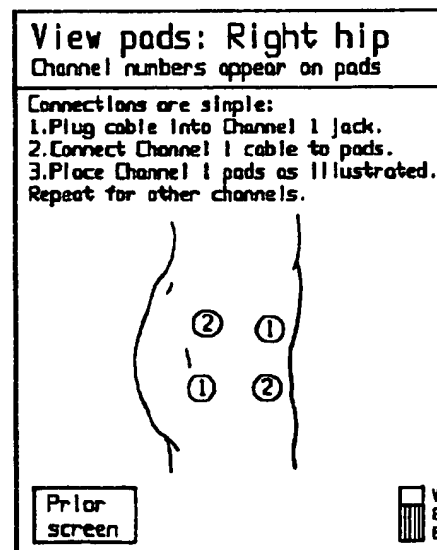 View pads: Right hip
Channel numbers appear on pads
Connections are simple:
1.Plug cable into Channel 1 jack.
2.Connect Channel 1 cable to pads.
3.Place Channel 1 pads as illustrated.
Repeat for other channels.
2 1
1 2
Prior
screen